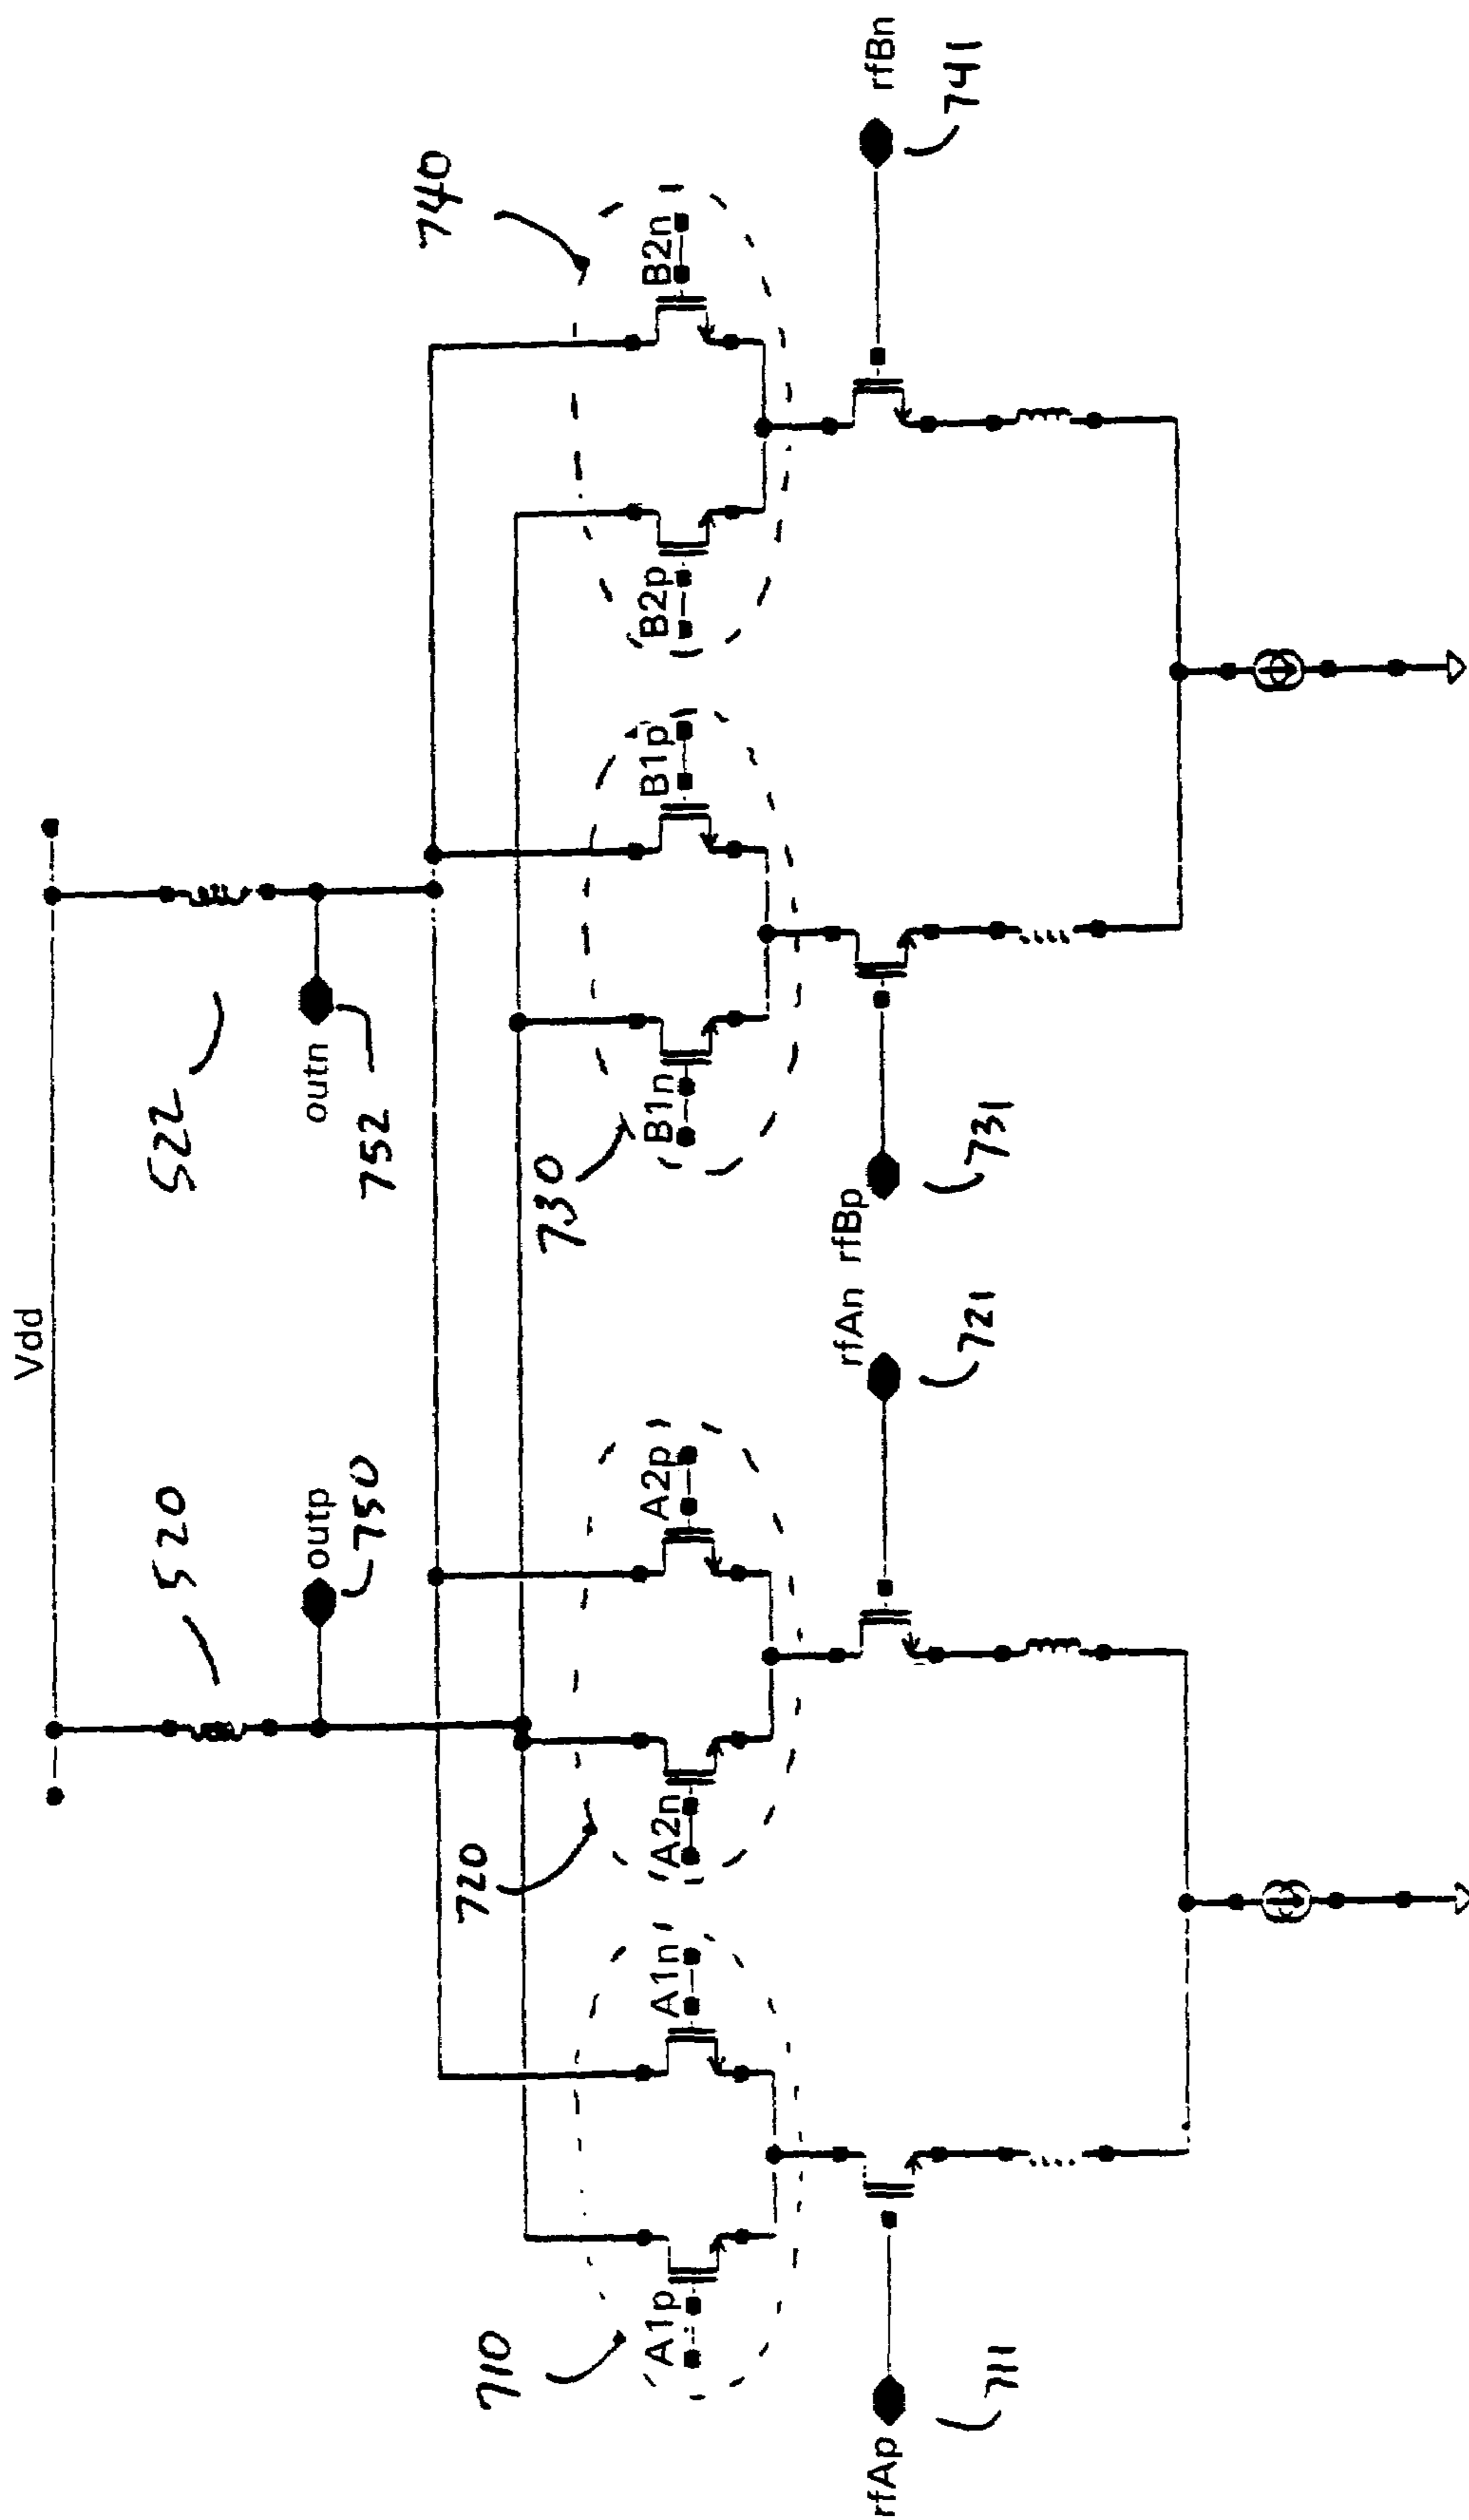 Vdd
520
522
outp
750
outn
752
710
720
730
740
A1p
A1n
A2n
A2p
B1n
B1p
B2p
B2n
rfAp
rfAn
rfBp
rfBn
711
721
731
741